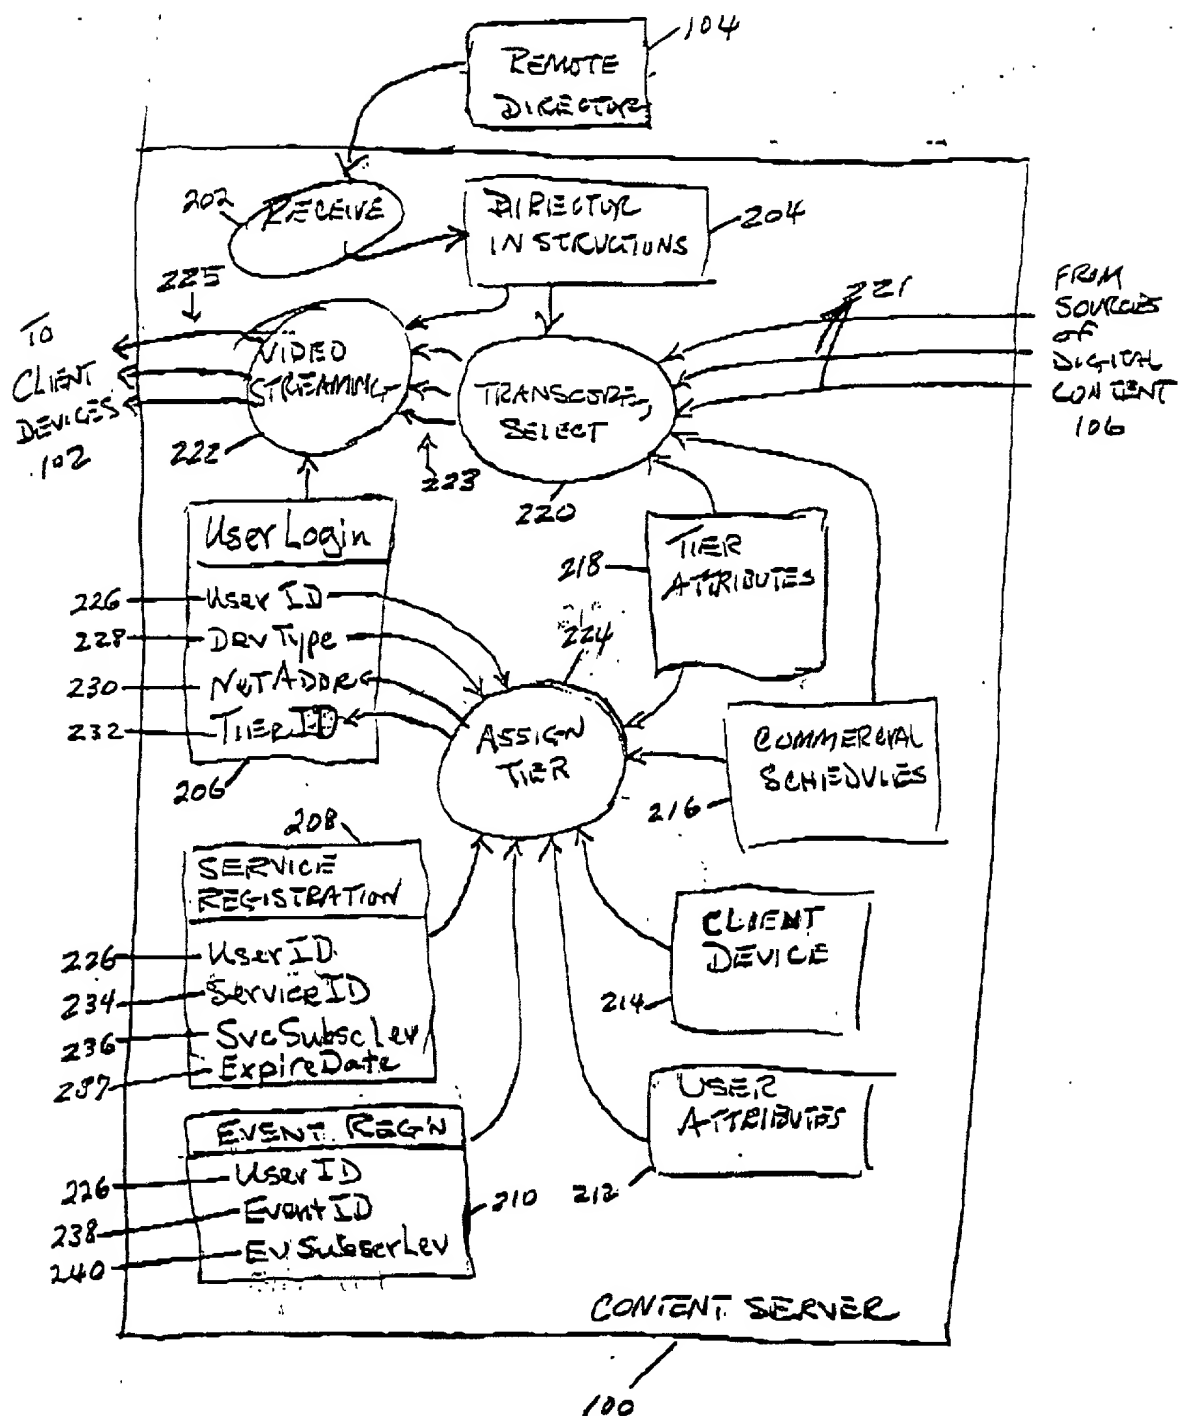 104
REMOTE
DIRECTOR
202
RECEIVE
DIRECTOR
INSTRUCTIONS
204
225
221
FROM
SOURCES
OF
DIGITAL
CONTENT
106
TO
CLIENT
DEVICES
102
VIDEO
STREAMING
222
223
TRANSCODE,
SELECT
220
User Login
226
User ID
228
DevType
230
NetAddr
232
TIER ID
206
218
TIER
ATTRIBUTES
224
ASSIGN
TIER
COMMERCIAL
SCHEDULES
216
208
SERVICE
REGISTRATION
226
UserID
234
ServiceID
236
SvcSubscLev
237
ExpireDate
CLIENT
DEVICE
214
EVENT REG'N
226
UserID
238
EventID
240
EvSubscrLev
210
USER
ATTRIBUTES
212
CONTENT SERVER
100